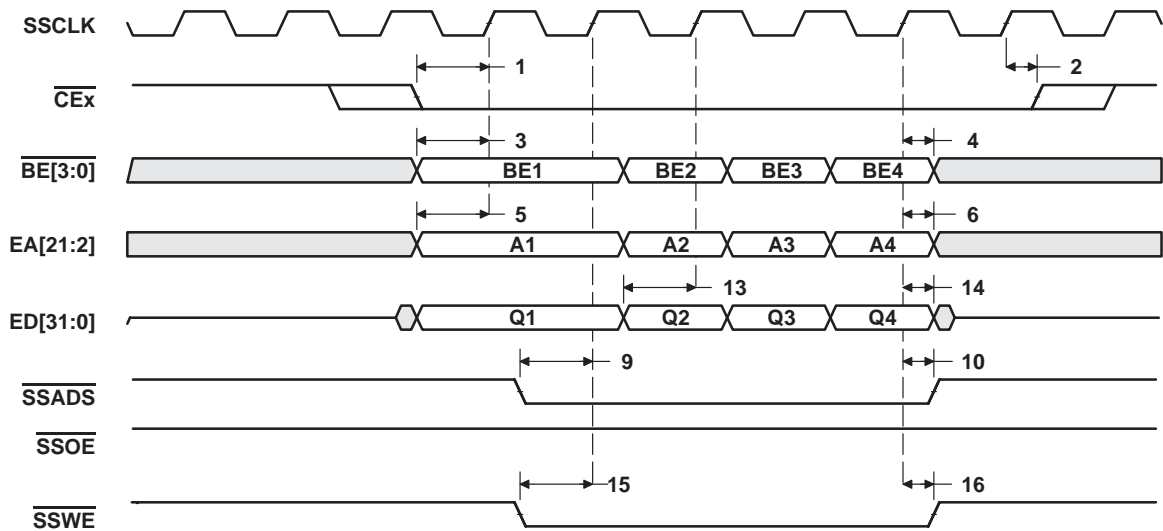 SSCLK
1 2
CEx
3 4
BE[3:0] BE1 BE2 BE3 BE4
5 6
EA[21:2] A1 A2 A3 A4
13 14
ED[31:0] Q1 Q2 Q3 Q4
9 10
SSADS
SSOE
15 16
SSWE